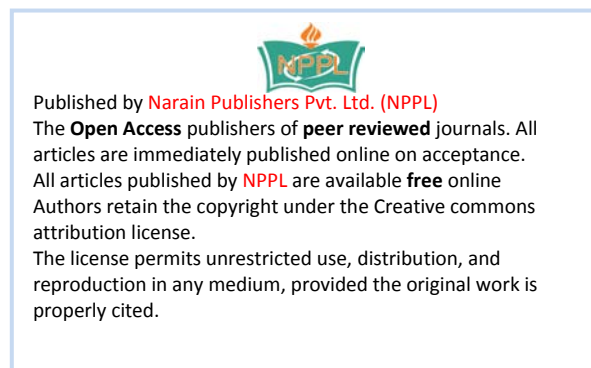 NPPL
Published by Narain Publishers Pvt. Ltd. (NPPL)
The Open Access publishers of peer reviewed journals. All
articles are immediately published online on acceptance.
All articles published by NPPL are available free online
Authors retain the copyright under the Creative commons
attribution license.
The license permits unrestricted use, distribution, and
reproduction in any medium, provided the original work is
properly cited.